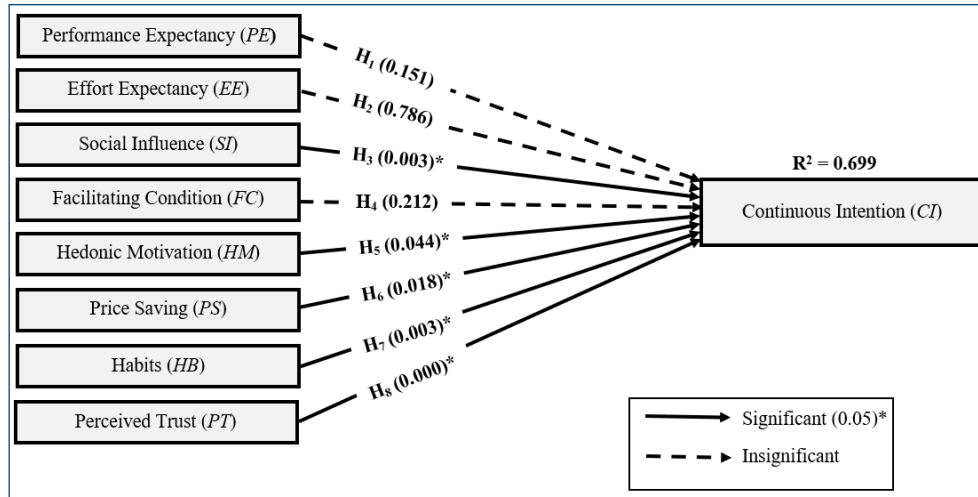 Performance Expectancy (PE)
H₁ (0.151)
Effort Expectancy (EE)
H₂ (0.786)
Social Influence (SI)
H₃ (0.003)*
R² = 0.699
Facilitating Condition (FC)
H₄ (0.212)
Continuous Intention (CI)
Hedonic Motivation (HM)
H₅ (0.044)*
Price Saving (PS)
H₆ (0.018)*
Habits (HB)
H₇ (0.003)*
Perceived Trust (PT)
H₈ (0.000)*
Significant (0.05)*
Insignificant